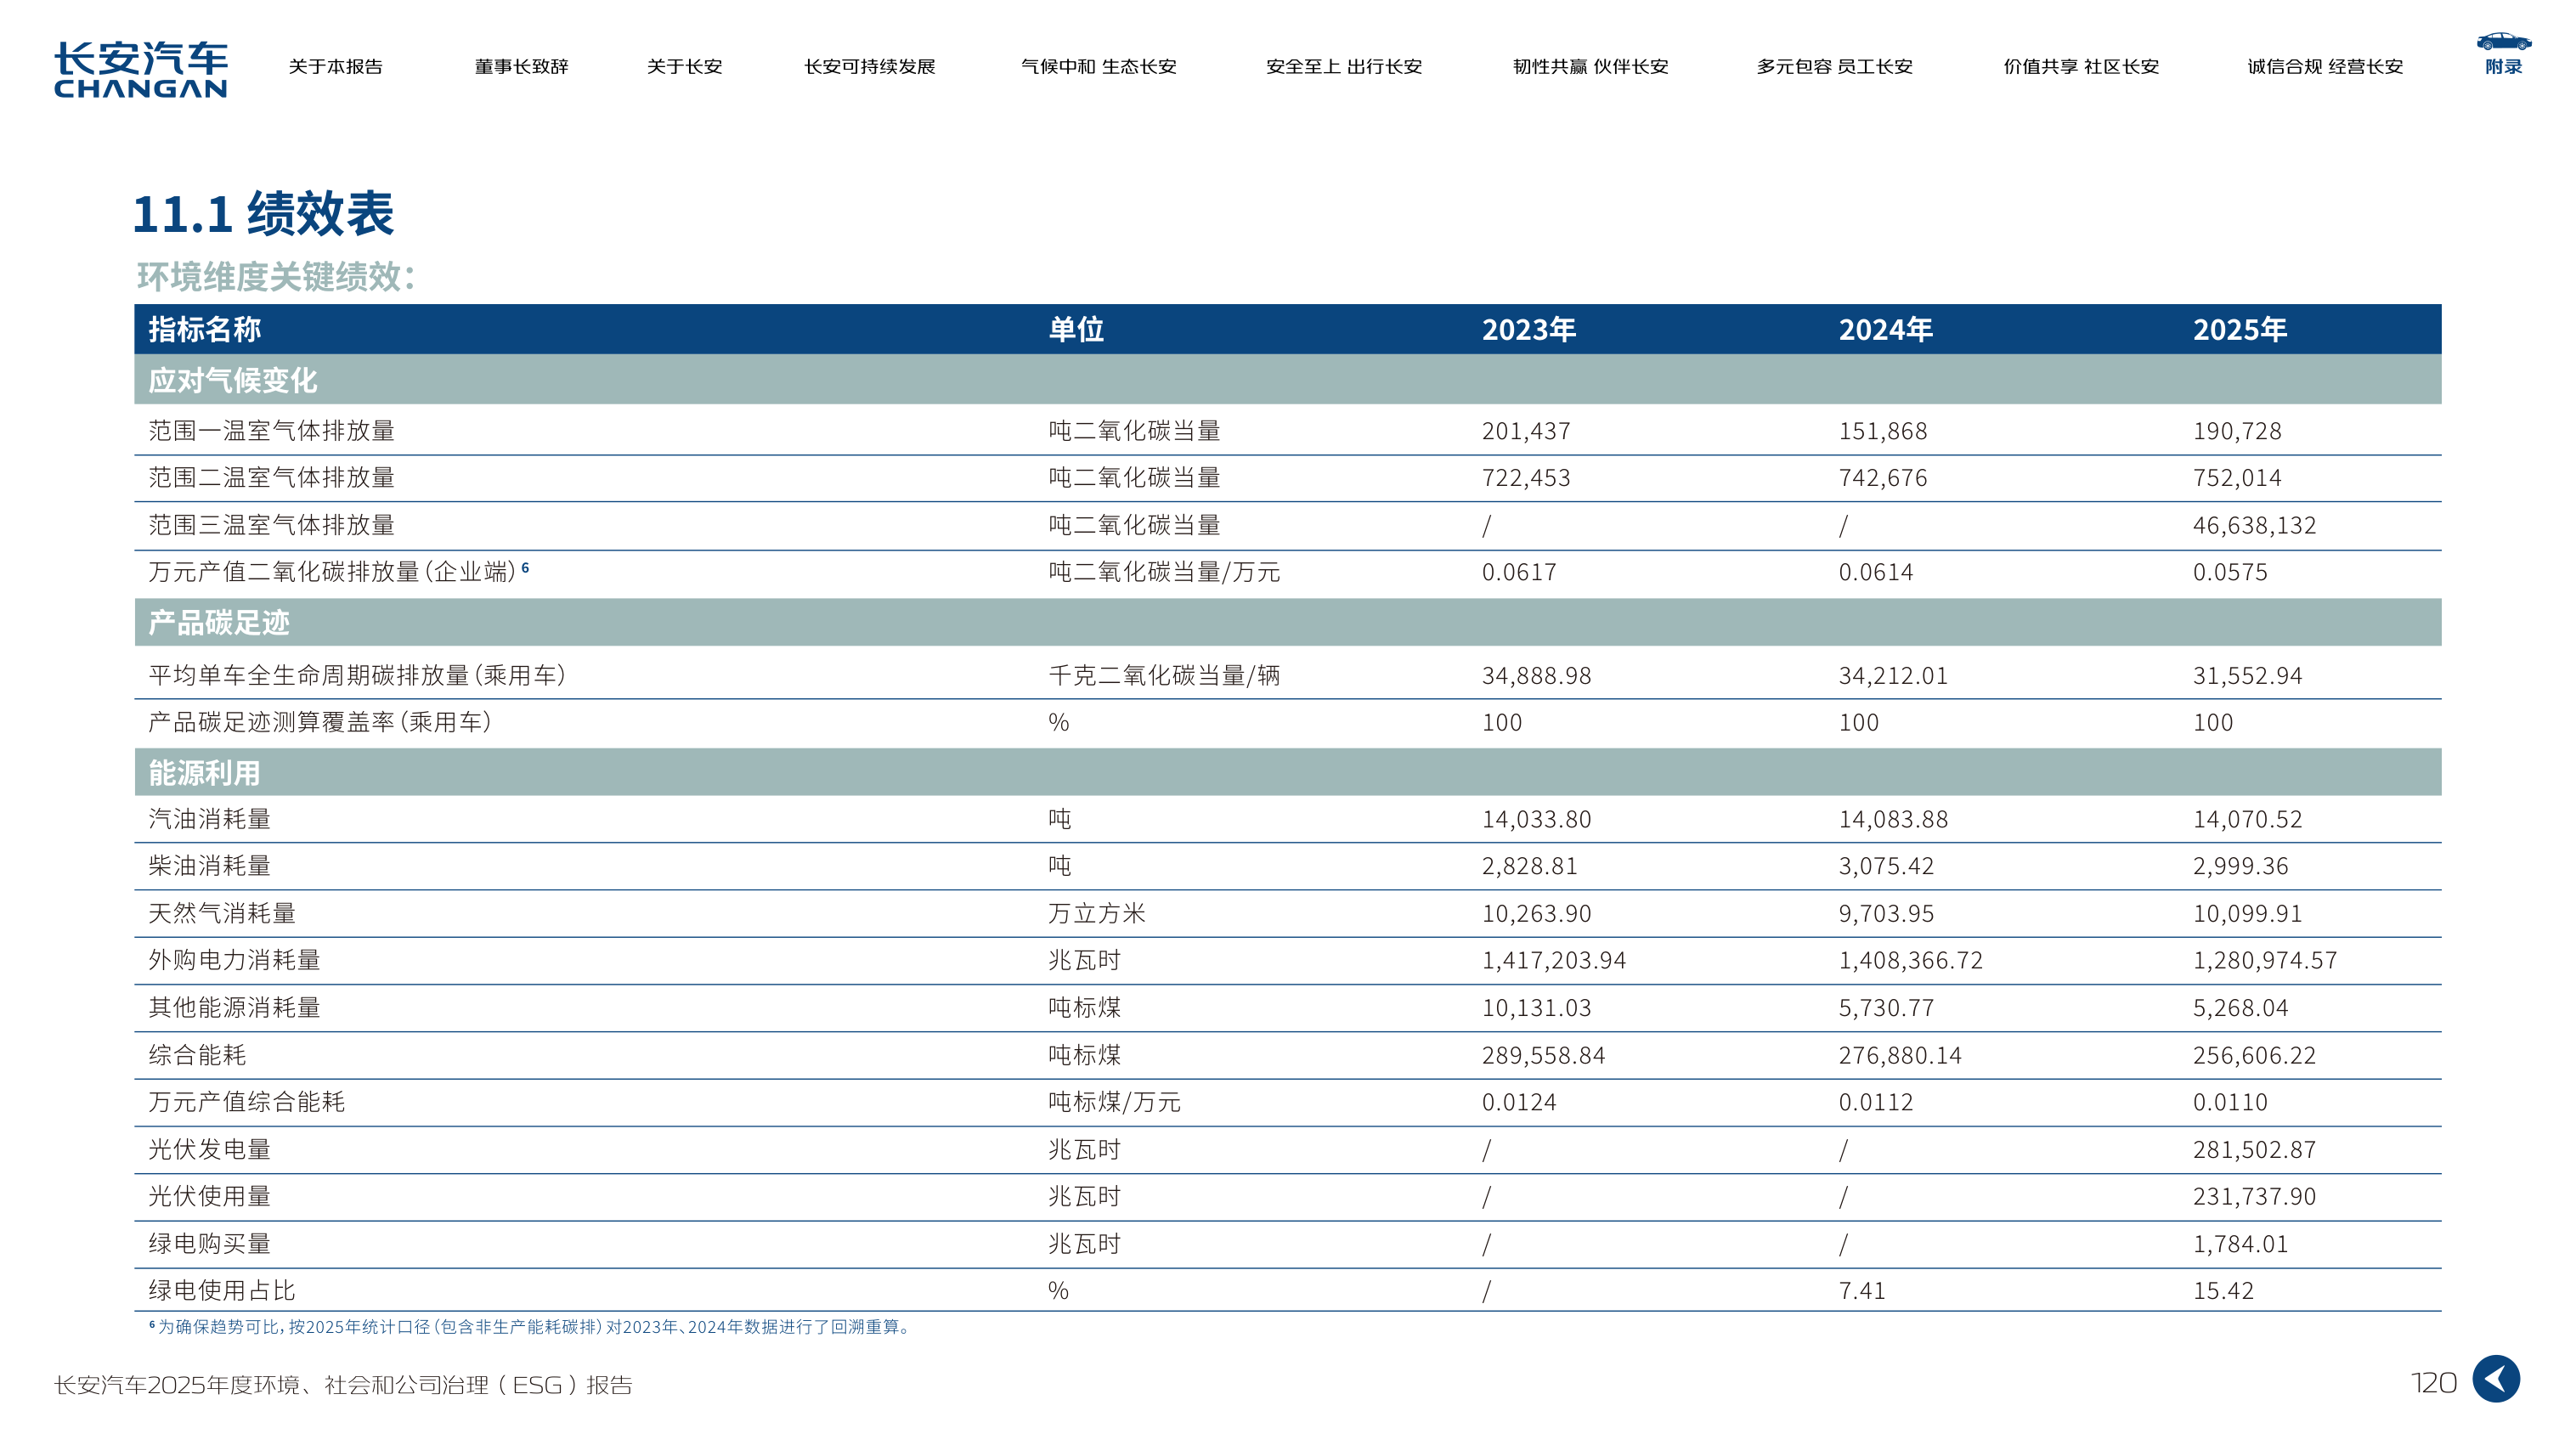 长安汽车
CHANGAN
关于本报告 董事长致辞 关于长安 长安可持续发展 气候中和 生态长安 安全至上 出行长安 韧性共赢 伙伴长安 多元包容 员工长安 价值共享 社区长安 诚信合规 经营长安 附录
11.1 绩效表
环境维度关键绩效：
指标名称 单位 2023年 2024年 2025年
应对气候变化
范围一温室气体排放量 吨二氧化碳当量 201,437 151,868 190,728
范围二温室气体排放量 吨二氧化碳当量 722,453 742,676 752,014
范围三温室气体排放量 吨二氧化碳当量 / / 46,638,132
万元产值二氧化碳排放量（企业端）6 吨二氧化碳当量/万元 0.0617 0.0614 0.0575
产品碳足迹
平均单车全生命周期碳排放量（乘用车） 千克二氧化碳当量/辆 34,888.98 34,212.01 31,552.94
产品碳足迹测算覆盖率（乘用车） % 100 100 100
能源利用
汽油消耗量 吨 14,033.80 14,083.88 14,070.52
柴油消耗量 吨 2,828.81 3,075.42 2,999.36
天然气消耗量 万立方米 10,263.90 9,703.95 10,099.91
外购电力消耗量 兆瓦时 1,417,203.94 1,408,366.72 1,280,974.57
其他能源消耗量 吨标煤 10,131.03 5,730.77 5,268.04
综合能耗 吨标煤 289,558.84 276,880.14 256,606.22
万元产值综合能耗 吨标煤/万元 0.0124 0.0112 0.0110
光伏发电量 兆瓦时 / / 281,502.87
光伏使用量 兆瓦时 / / 231,737.90
绿电购买量 兆瓦时 / / 1,784.01
绿电使用占比 % / 7.41 15.42
6 为确保趋势可比，按2025年统计口径（包含非生产能耗碳排）对2023年、2024年数据进行了回溯重算。
长安汽车2025年度环境、社会和公司治理（ESG）报告
120